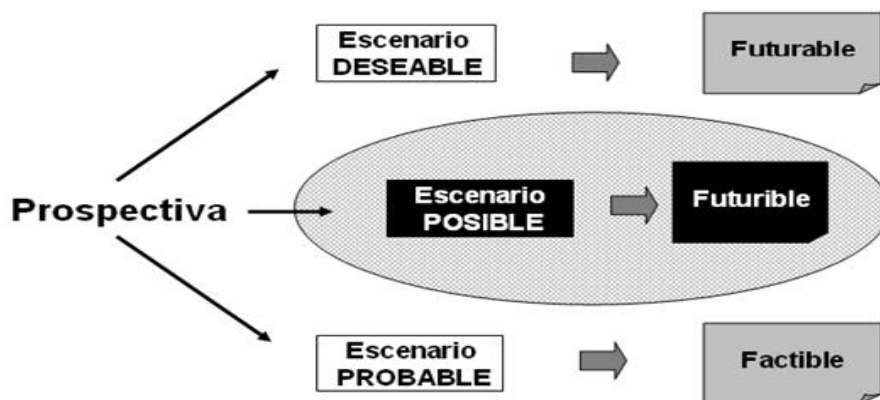 Escenario
DESEABLE
Futurable
Prospectiva
Escenario
POSIBLE
Futurible
Escenario
PROBABLE
Factible